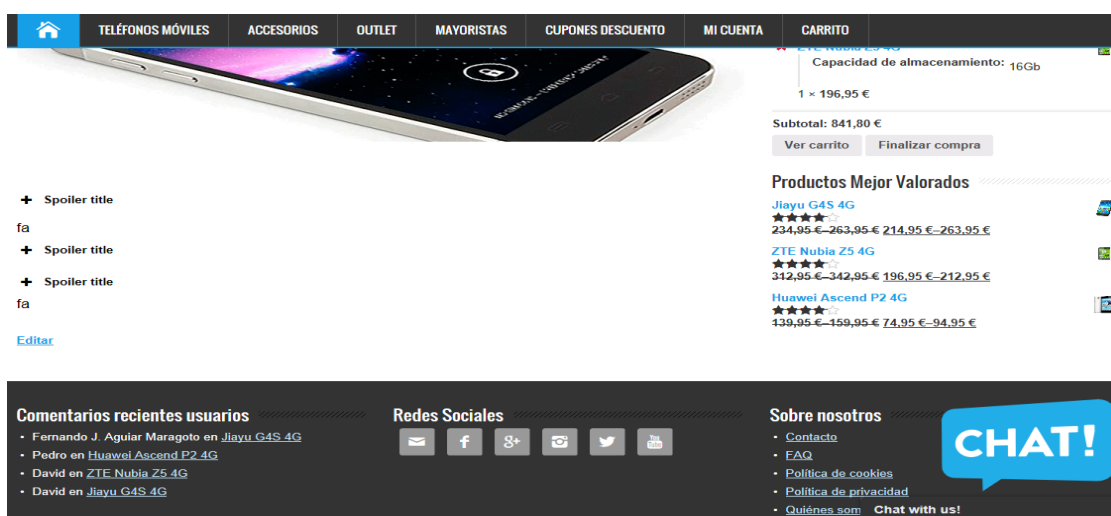 TELÉFONOS MÓVILES ACCESORIOS OUTLET MAYORISTAS CUPONES DESCUENTO MI CUENTA CARRITO
ZTE Nubia Z5 4G
Capacidad de almacenamiento: 16Gb
1 × 196,95 €
Subtotal: 841,80 €
Ver carrito Finalizar compra
Spoiler title
fa
Spoiler title
Spoiler title
fa
Editar
Productos Mejor Valorados
Jiayu G4S 4G
234,95 €–263,95 € 214,95 €–263,95 €
ZTE Nubia Z5 4G
312,95 €–342,95 € 196,95 €–212,95 €
Huawei Ascend P2 4G
139,95 €–159,95 € 74,95 €–94,95 €
Comentarios recientes usuarios
• Fernando J. Aguiar Maragoto en Jiayu G4S 4G
• Pedro en Huawei Ascend P2 4G
• David en ZTE Nubia Z5 4G
• David en Jiayu G4S 4G
Redes Sociales
f 8+ You Tube
Sobre nosotros
• Contacto
• FAQ
• Política de cookies
• Política de privacidad
• Quiénes som
CHAT!
Chat with us!